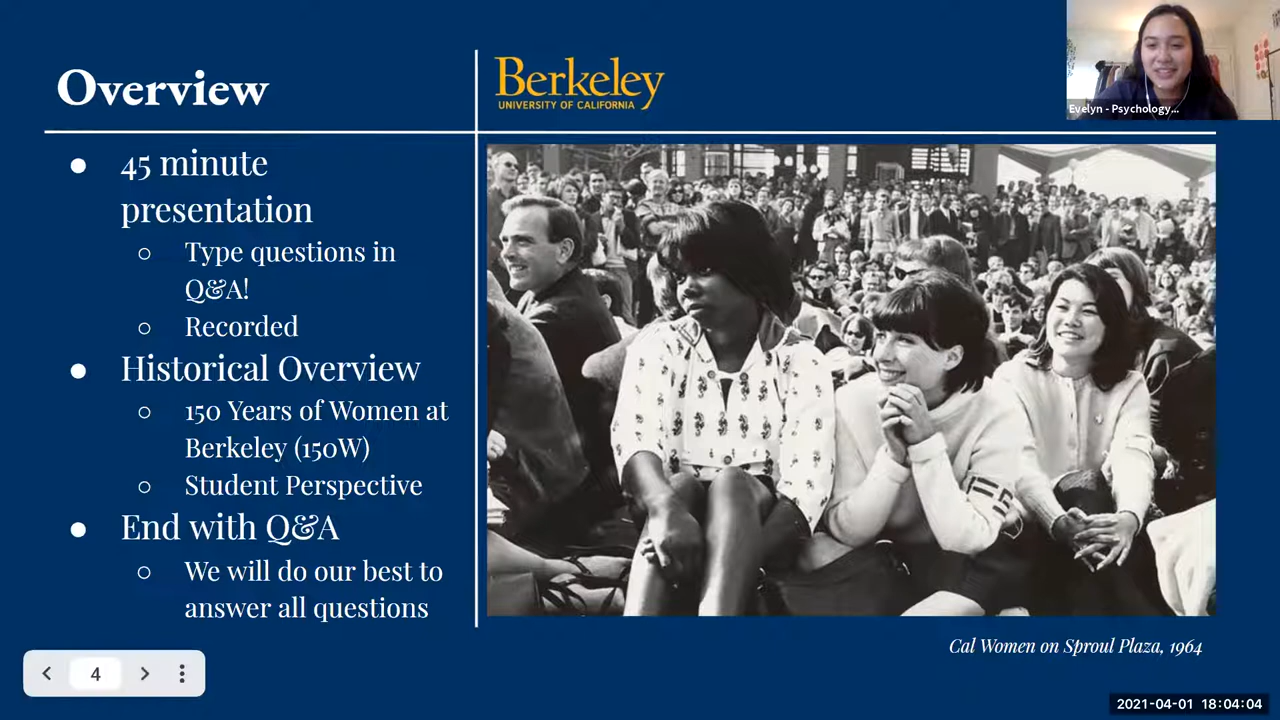 Overview
Berkeley
UNIVERSITY OF CALIFORNIA
Evelyn - Psychology...
● 45 minute
presentation
○ Type questions in
Q&A!
○ Recorded
● Historical Overview
○ 150 Years of Women at
Berkeley (150W)
○ Student Perspective
● End with Q&A
○ We will do our best to
answer all questions
Cal Women on Sproul Plaza, 1964
4
2021-04-01 18:04:04